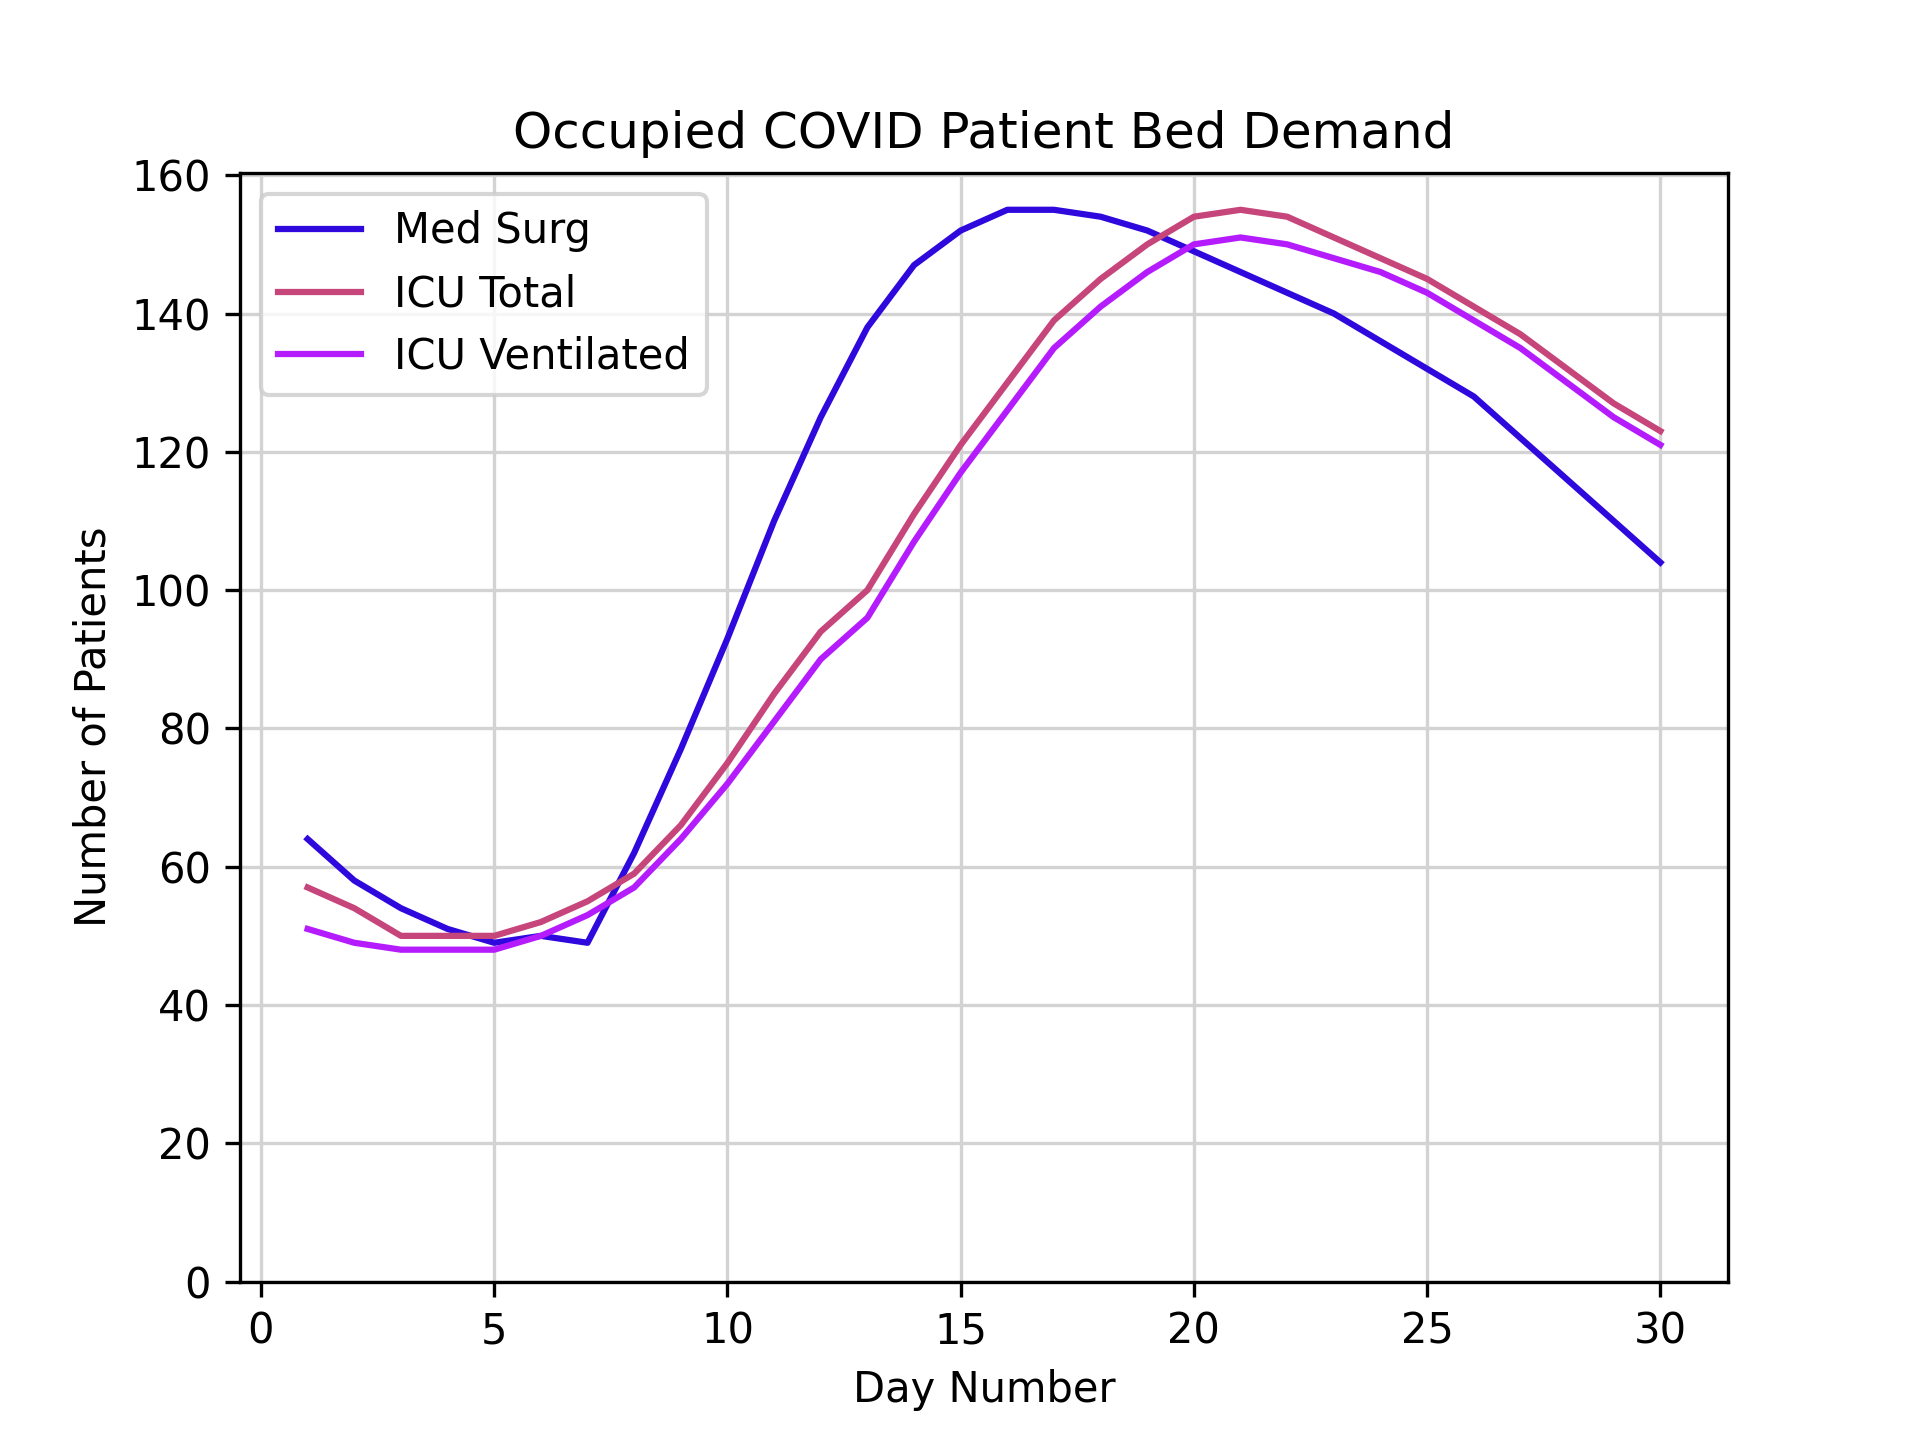 Occupied COVID Patient Bed Demand
160
140
120
100
80
60
40
20
0
Number of Patients
Med Surg
ICU Total
ICU Ventilated
0 5 10 15 20 25 30
Day Number